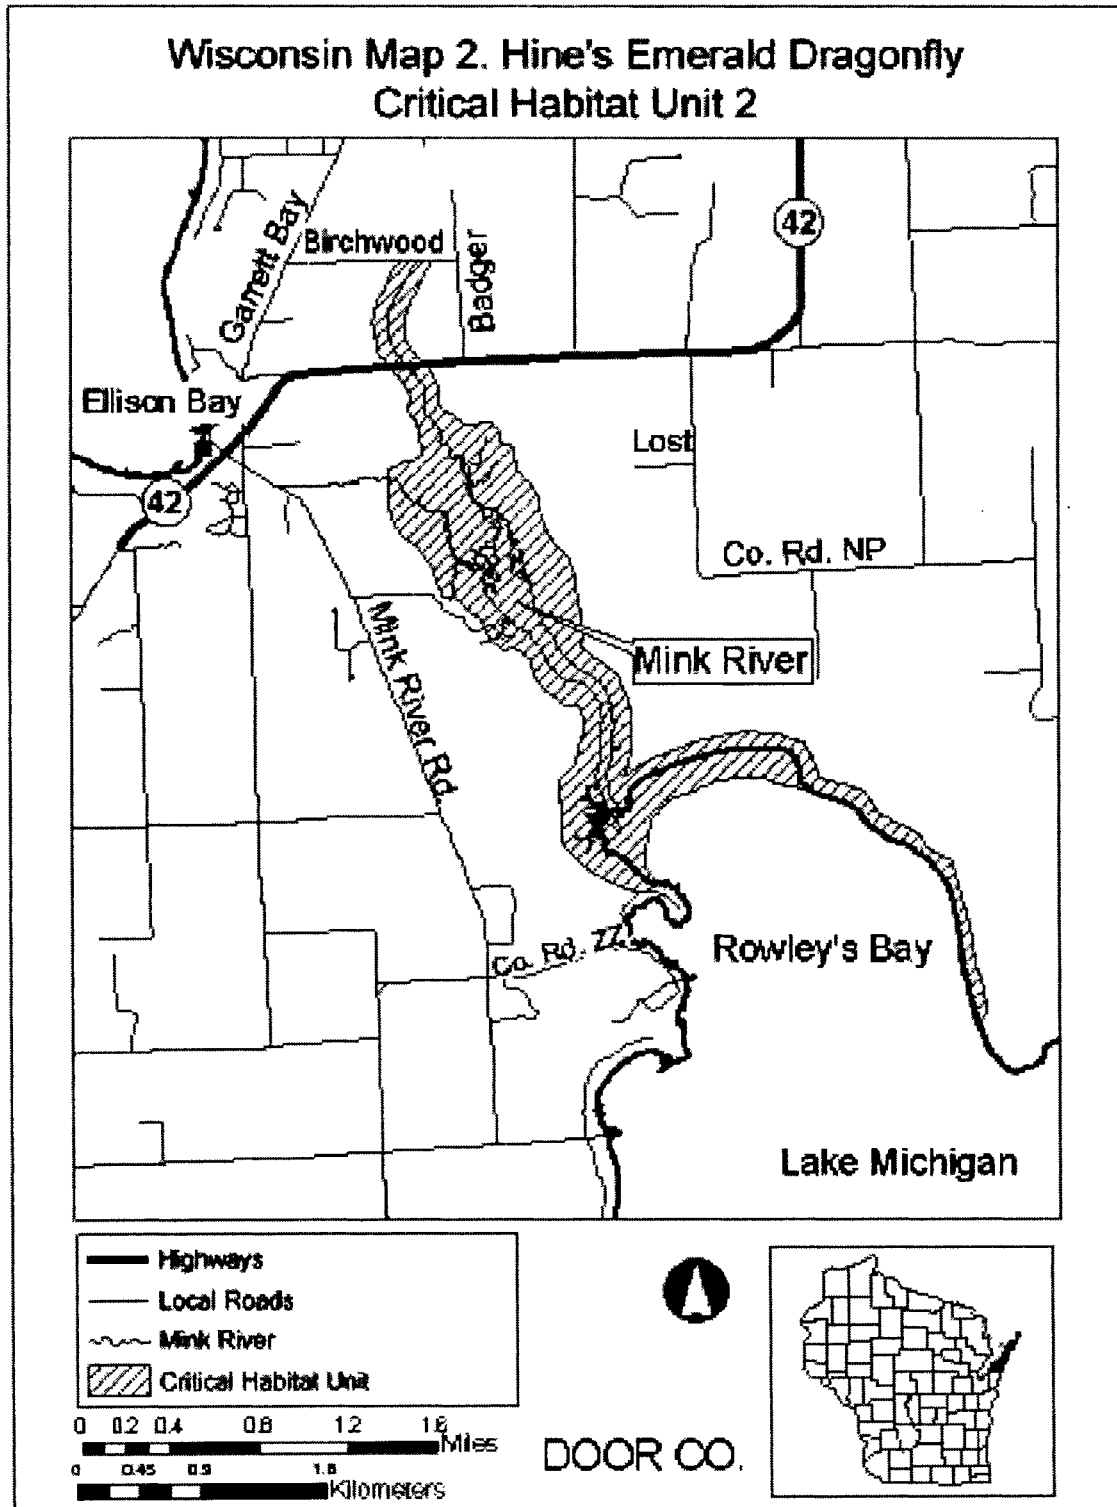 Wisconsin Map 2. Hine's Emerald Dragonfly
Critical Habitat Unit 2
42
Garrett Bay
Birchwood
Badger
Ellison Bay
42
Lost
Co. Rd. NP
Mink River
Mink River Rd.
Co. Rd. ZZ
Rowley's Bay
Lake Michigan
Highways
Local Roads
Mink River
Critical Habitat Unit
0 0.2 0.4 0.8 1.2 1.6
Miles
0 0.45 0.9 1.8
Kilometers
DOOR CO.